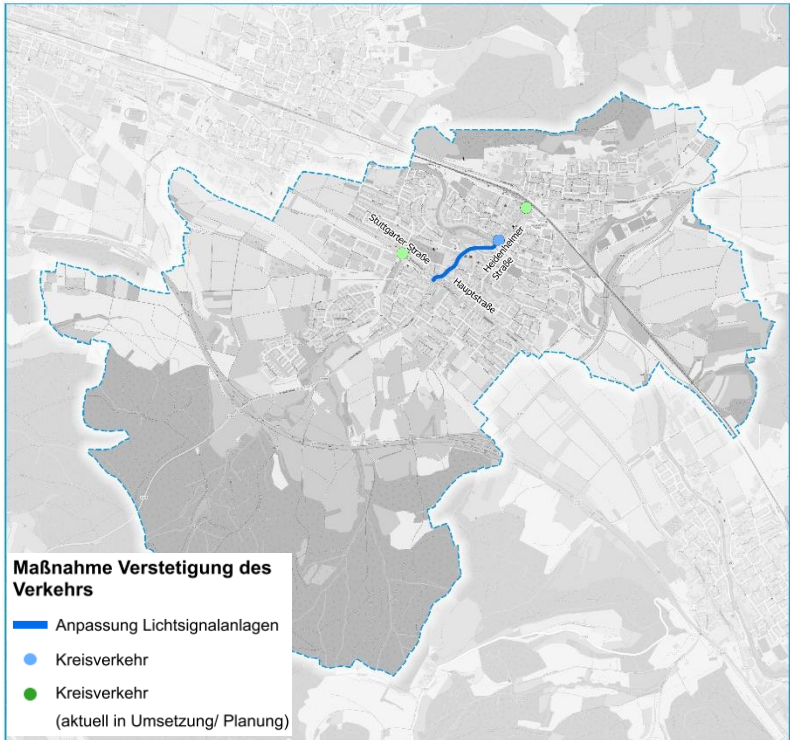 Stuttgarter Straße
Heidenheimer
Straße
Hauptstraße
Maßnahme Verstetigung des
Verkehrs
Anpassung Lichtsignalanlagen
Kreisverkehr
Kreisverkehr
(aktuell in Umsetzung/ Planung)